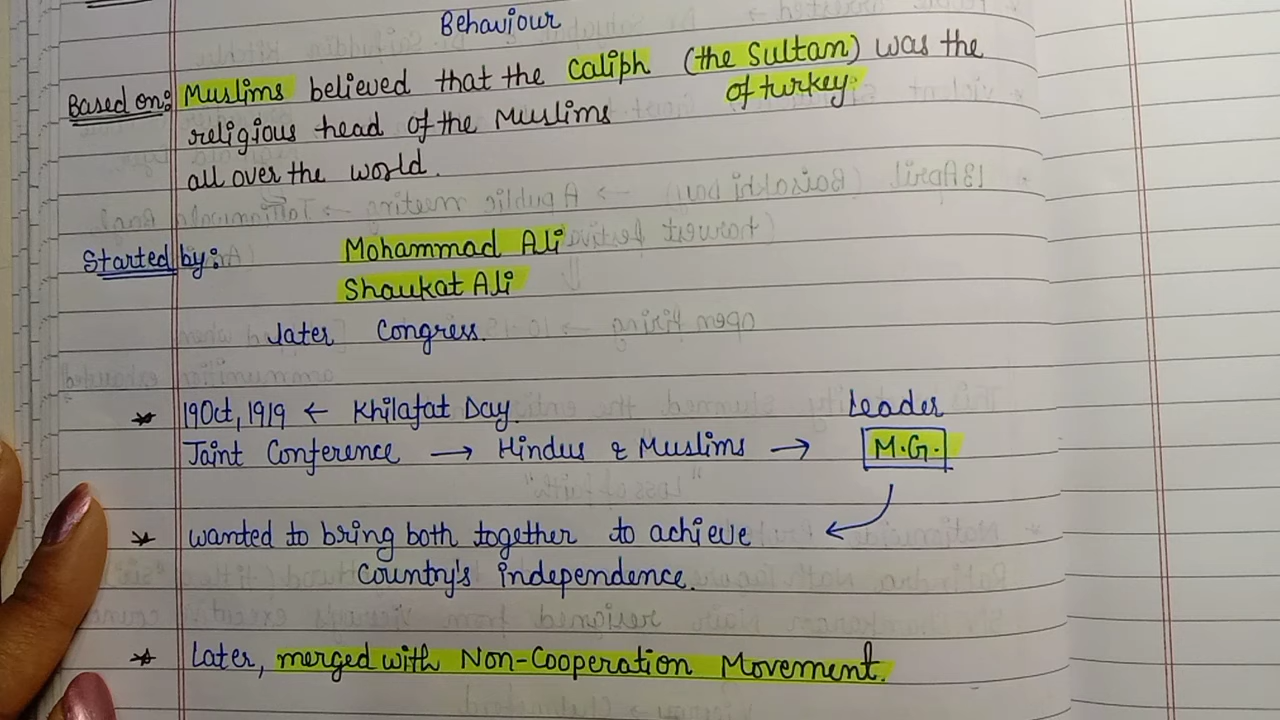 Behaviour
Based on: Muslims believed that the Caliph (the Sultan) was the
of turkey.
religious head of the Muslims
all over the world.
Started by: Mohammad Ali
Shaukat Ali
later Congress.
* 19Oct, 1919 ← Khilafat Day. Leader
Joint Conference → Hindus & Muslims → M.G.
* wanted to bring both together to achieve
Country's independence.
* Later, merged with Non-Cooperation Movement.